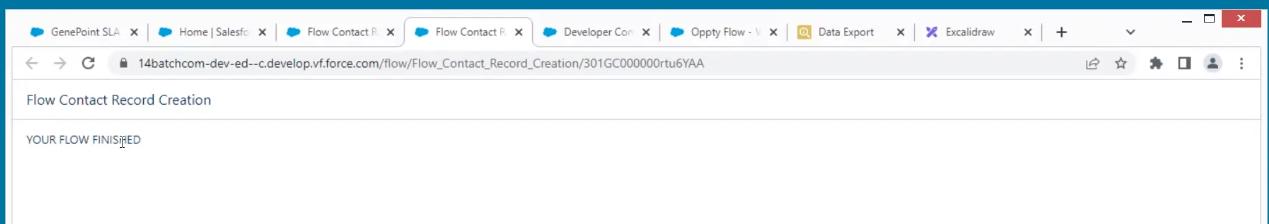 GenePoint SLA
Home | Salesfo
Flow Contact R
Flow Contact R
Developer Con
Oppty Flow - V
Data Export
Excalidraw
14batchcom-dev-ed--c.develop.vf.force.com/flow/Flow_Contact_Record_Creation/301GC000000rtu6YAA
Flow Contact Record Creation
YOUR FLOW FINISHED